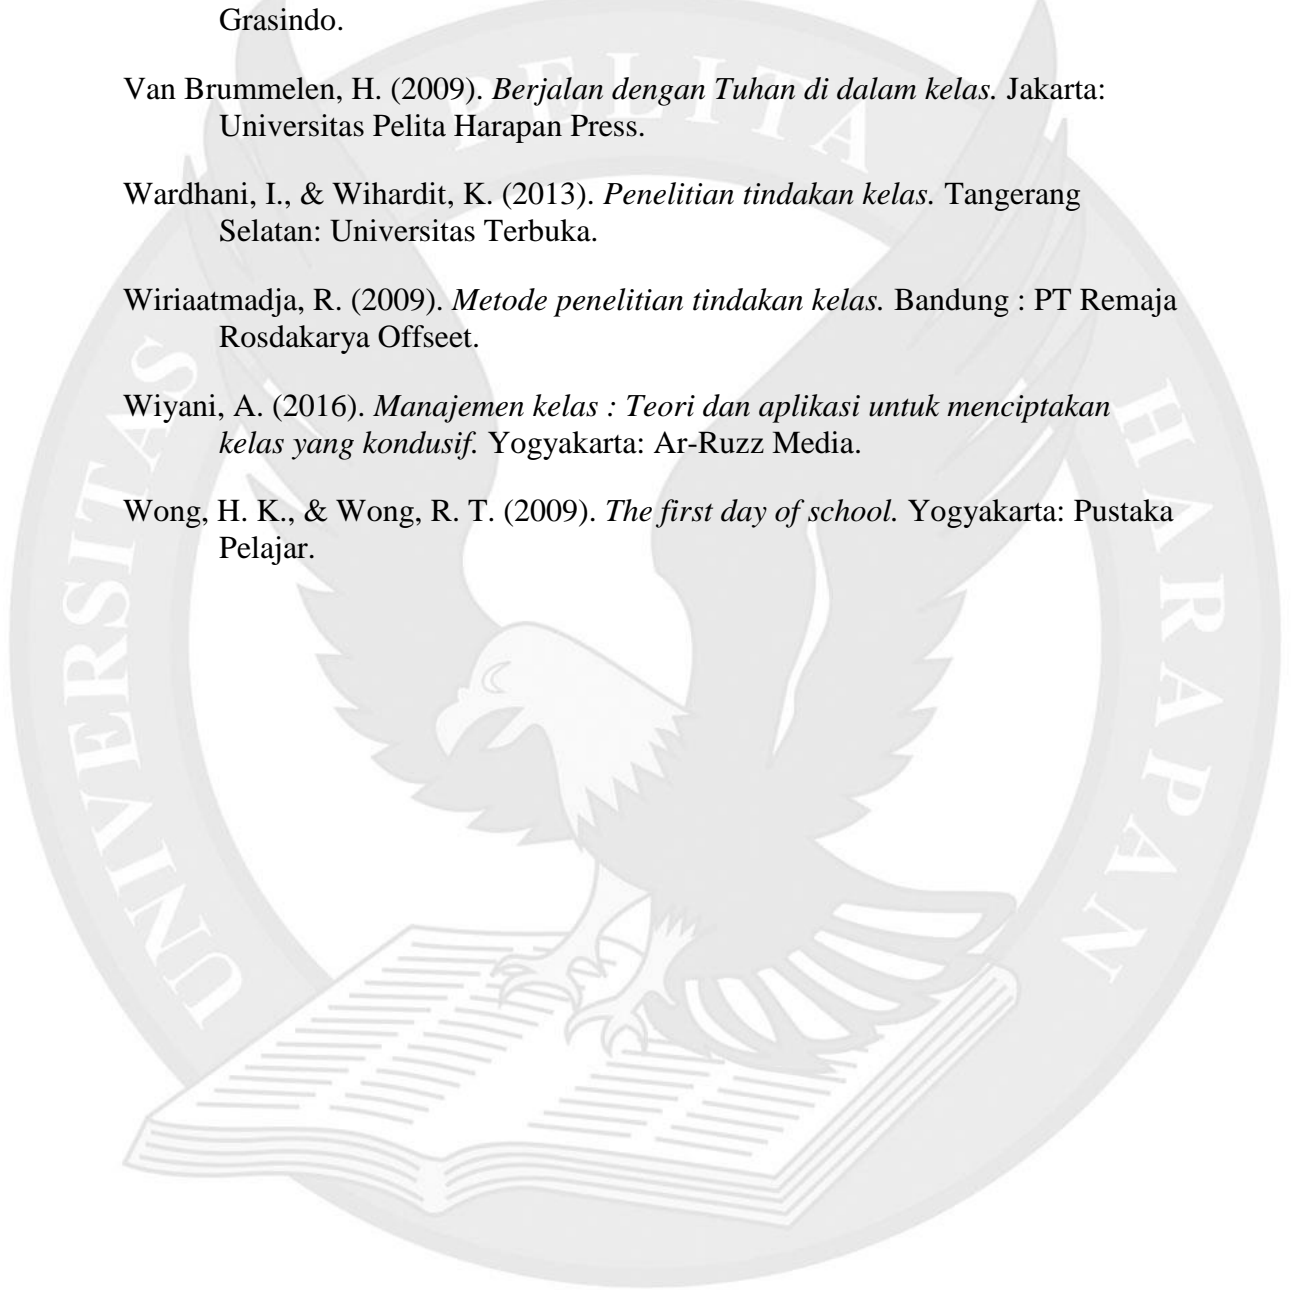 Grasindo.
Van Brummelen, H. (2009). Berjalan dengan Tuhan di dalam kelas. Jakarta:
Universitas Pelita Harapan Press.
Wardhani, I., & Wihardit, K. (2013). Penelitian tindakan kelas. Tangerang
Selatan: Universitas Terbuka.
Wiriaatmadja, R. (2009). Metode penelitian tindakan kelas. Bandung : PT Remaja
Rosdakarya Offseet.
Wiyani, A. (2016). Manajemen kelas : Teori dan aplikasi untuk menciptakan
kelas yang kondusif. Yogyakarta: Ar-Ruzz Media.
Wong, H. K., & Wong, R. T. (2009). The first day of school. Yogyakarta: Pustaka
Pelajar.
UNIVERSITAS PELITA HARAPAN